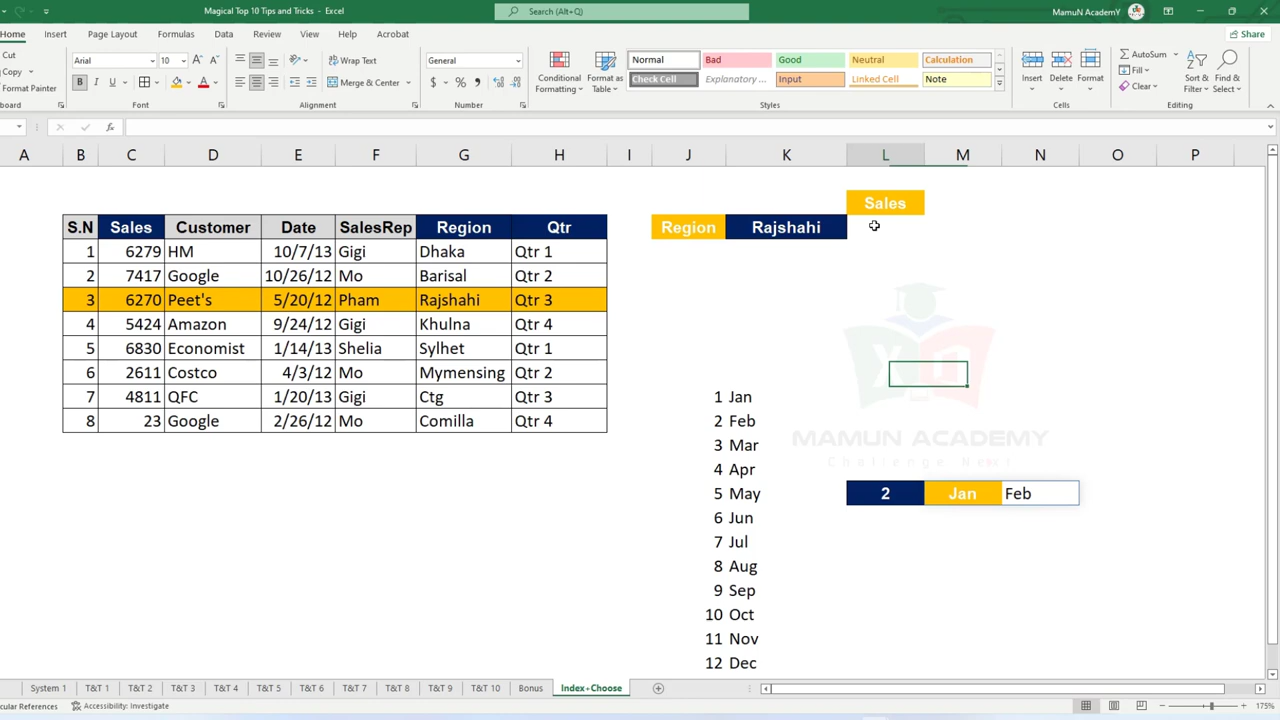 Magical Top 10 Tips and Tricks - Excel
Search (Alt+Q)
MamuN AcademY
Home Insert Page Layout Formulas Data Review View Help Acrobat
Share
Cut
Copy
Format Painter
Arial 10
Wrap Text
Merge & Center
General
Conditional Formatting
Format as Table
Normal Bad Good Neutral Calculation
Check Cell Explanatory ... Input Linked Cell Note
Insert Delete Format
AutoSum
Fill
Clear
Sort & Filter
Find & Select
board Font Alignment Number Styles Cells Editing
A B C D E F G H I J K L M N O P
Sales
S.N Sales Customer Date SalesRep Region Qtr
Region Rajshahi
1 6279 HM 10/7/13 Gigi Dhaka Qtr 1
2 7417 Google 10/26/12 Mo Barisal Qtr 2
3 6270 Peet's 5/20/12 Pham Rajshahi Qtr 3
4 5424 Amazon 9/24/12 Gigi Khulna Qtr 4
5 6830 Economist 1/14/13 Shelia Sylhet Qtr 1
6 2611 Costco 4/3/12 Mo Mymensing Qtr 2
7 4811 QFC 1/20/13 Gigi Ctg Qtr 3
8 23 Google 2/26/12 Mo Comilla Qtr 4
1 Jan
2 Feb
3 Mar
4 Apr
5 May
6 Jun
7 Jul
8 Aug
9 Sep
10 Oct
11 Nov
12 Dec
MAMUN ACADEMY
Challenge Next
2 Jan Feb
System 1 T&T 1 T&T 2 T&T 3 T&T 4 T&T 5 T&T 6 T&T 7 T&T 8 T&T 9 T&T 10 Bonus Index+Choose
cular References Accessibility: Investigate
175%